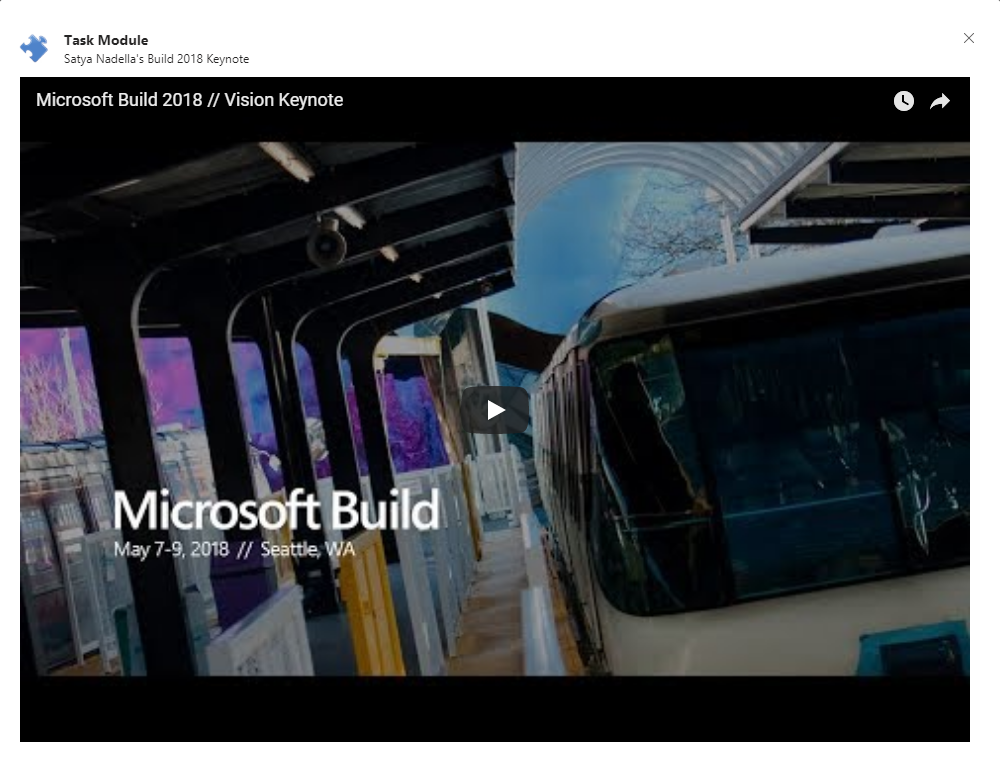 Task Module
Satya Nadella's Build 2018 Keynote
Microsoft Build 2018 // Vision Keynote
Microsoft Build
May 7-9, 2018 // Seattle, WA